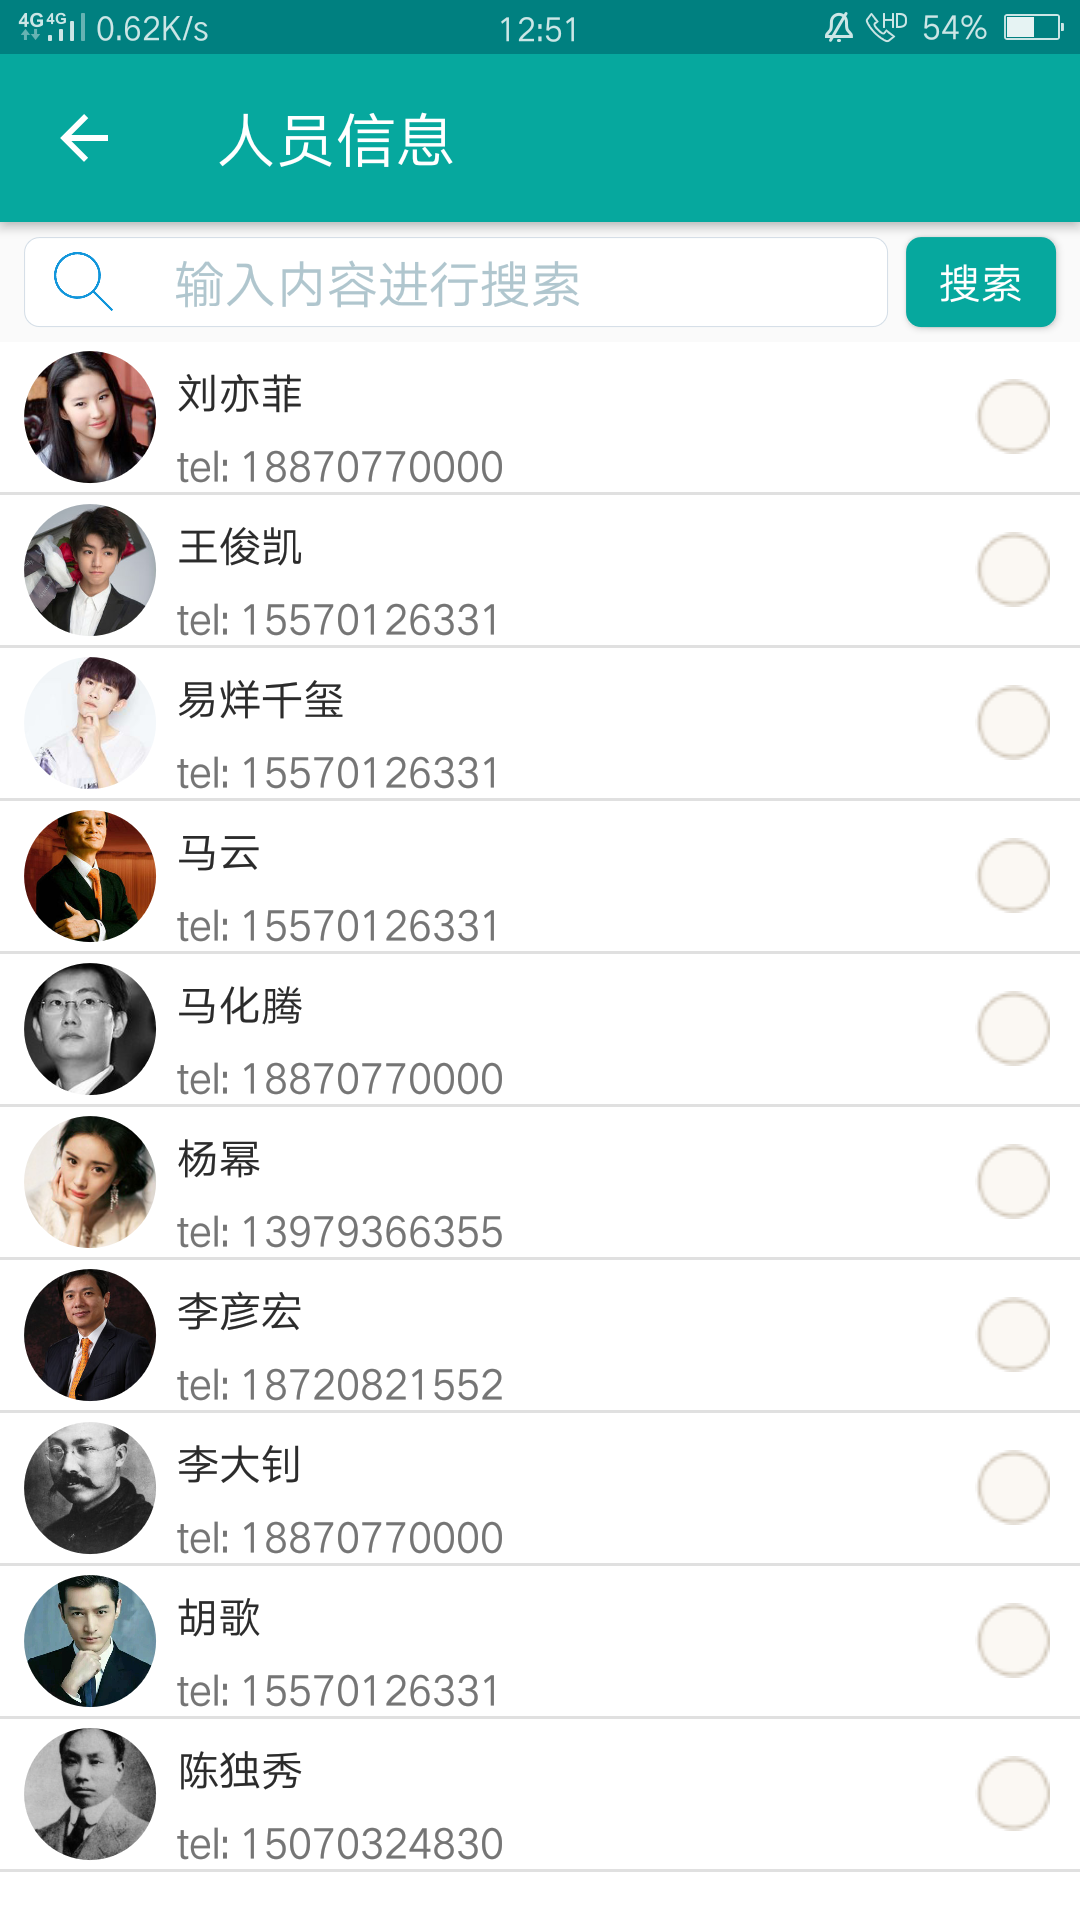 4G 4G 0.62K/s 12:51 HD 54%
人员信息
输入内容进行搜索 搜索
刘亦菲
tel: 18870770000
王俊凯
tel: 15570126331
易烊千玺
tel: 15570126331
马云
tel: 15570126331
马化腾
tel: 18870770000
杨幂
tel: 13979366355
李彦宏
tel: 18720821552
李大钊
tel: 18870770000
胡歌
tel: 15570126331
陈独秀
tel: 15070324830